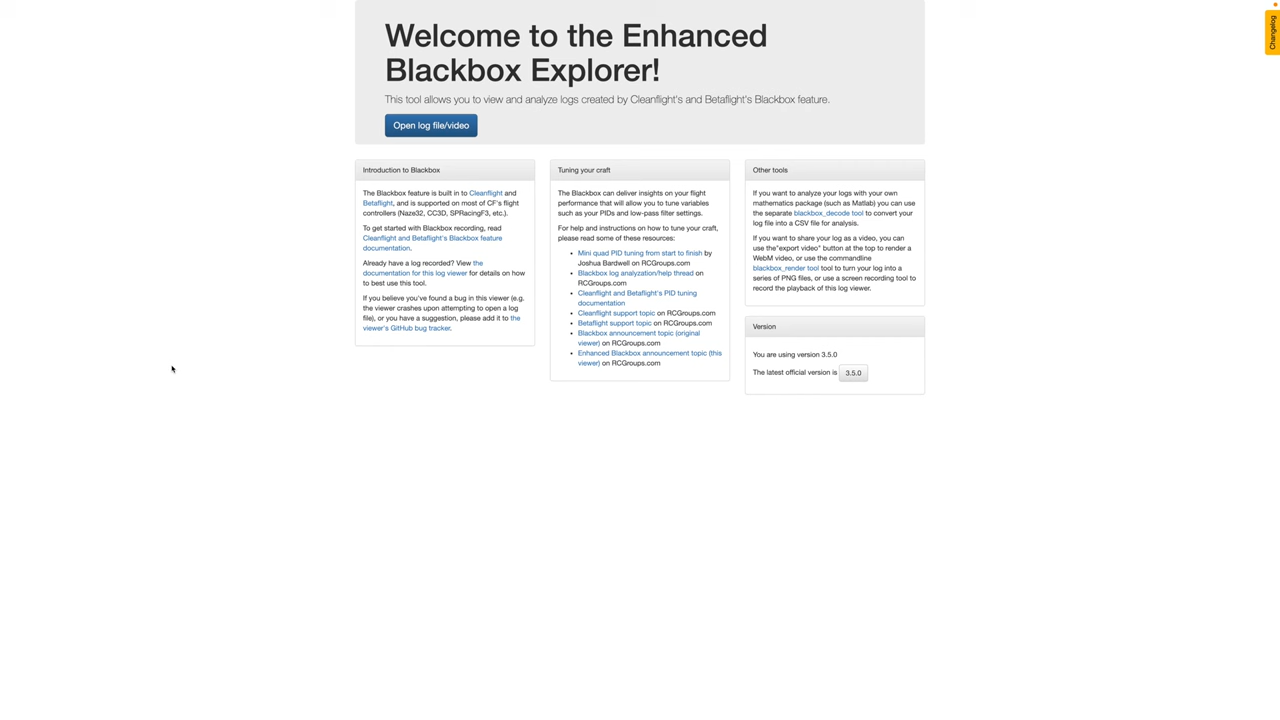 Welcome to the Enhanced
Blackbox Explorer!
This tool allows you to view and analyze logs created by Cleanflight's and Betaflight's Blackbox feature.
Open log file/video
Changelog
Introduction to Blackbox
The Blackbox feature is built in to Cleanflight and
Betaflight, and is supported on most of CF's flight
controllers (Naze32, CC3D, SPRacingF3, etc.).
To get started with Blackbox recording, read
Cleanflight and Betaflight's Blackbox feature
documentation.
Already have a log recorded? View the
documentation for this log viewer for details on how
to best use this tool.
If you believe you've found a bug in this viewer (e.g.
the viewer crashes upon attempting to open a log
file), or you have a suggestion, please add it to the
viewer's GitHub bug tracker.
Tuning your craft
The Blackbox can deliver insights on your flight
performance that will allow you to tune variables
such as your PIDs and low-pass filter settings.
For help and instructions on how to tune your craft,
please read some of these resources:
• Mini quad PID tuning from start to finish by
Joshua Bardwell on RCGroups.com
• Blackbox log analyzation/help thread on
RCGroups.com
• Cleanflight and Betaflight's PID tuning
documentation
• Cleanflight support topic on RCGroups.com
• Betaflight support topic on RCGroups.com
• Blackbox announcement topic (original
viewer) on RCGroups.com
• Enhanced Blackbox announcement topic (this
viewer) on RCGroups.com
Other tools
If you want to analyze your logs with your own
mathematics package (such as Matlab) you can use
the separate blackbox_decode tool to convert your
log file into a CSV file for analysis.
If you want to share your log as a video, you can
use the"export video" button at the top to render a
WebM video, or use the commandline
blackbox_render tool tool to turn your log into a
series of PNG files, or use a screen recording tool to
record the playback of this log viewer.
Version
You are using version 3.5.0
The latest official version is 3.5.0